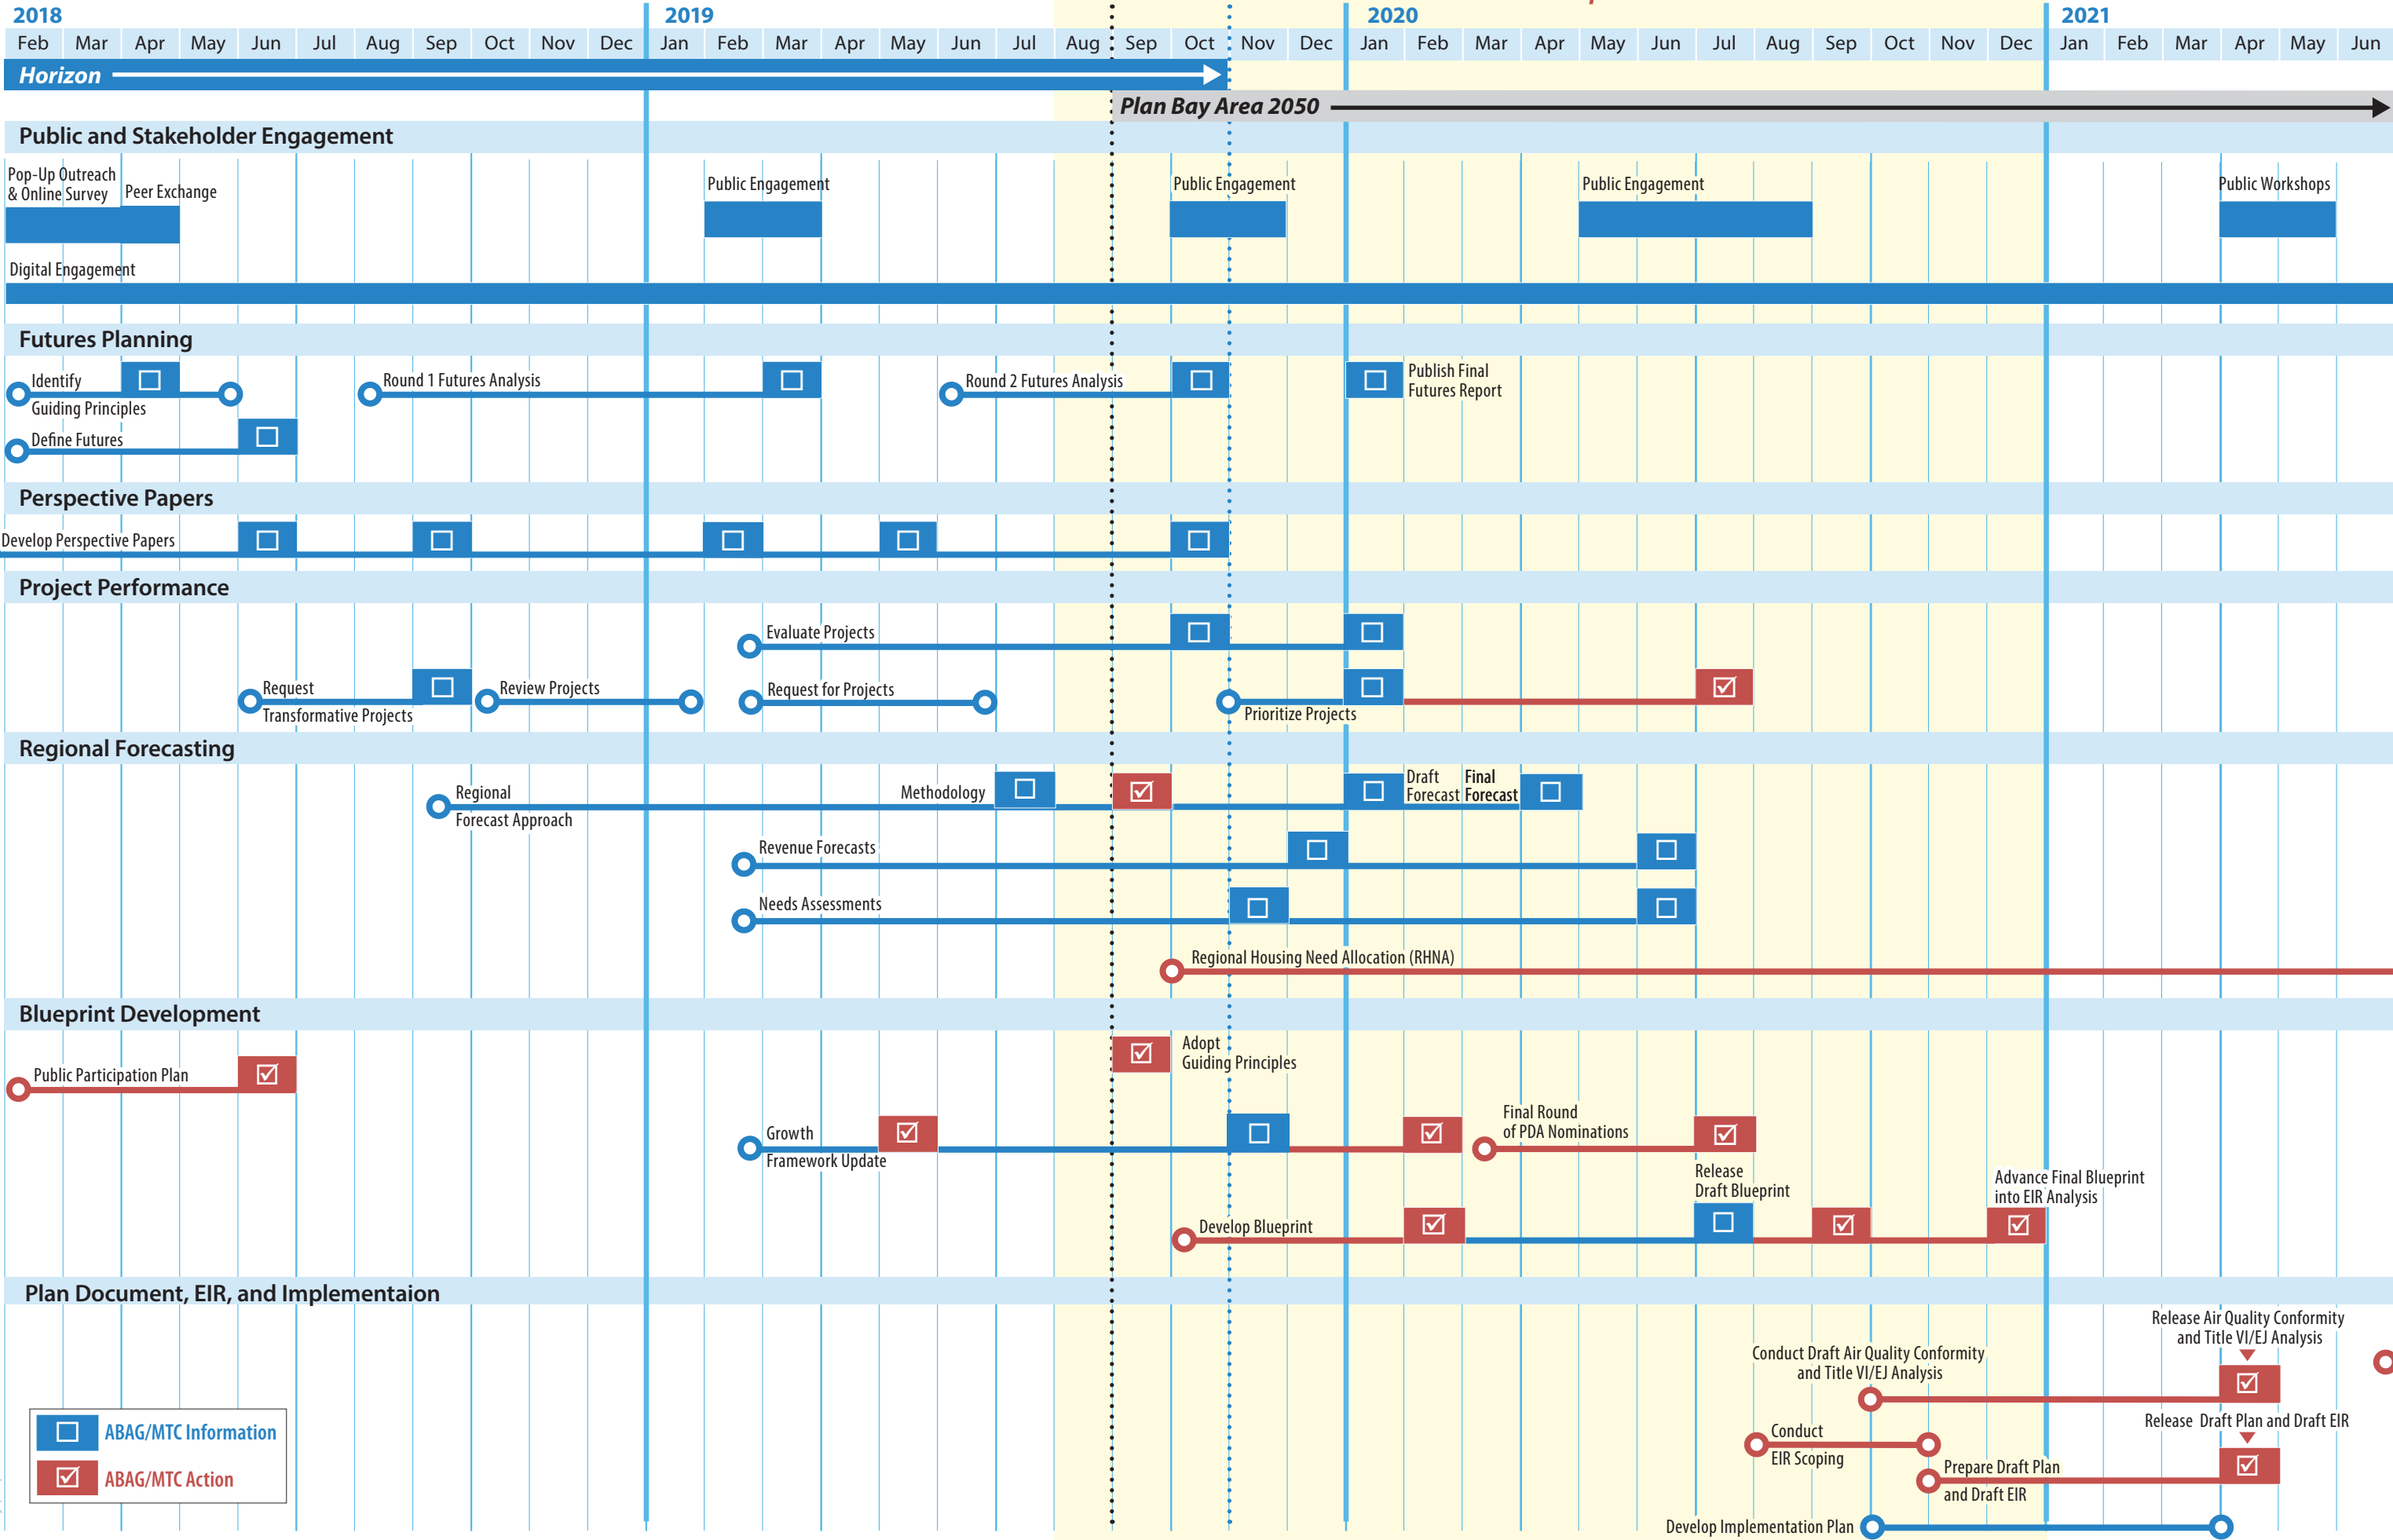 2018 2019 2020 2021
Feb Mar Apr May Jun Jul Aug Sep Oct Nov Dec Jan Feb Mar Apr May Jun Jul Aug Sep Oct Nov Dec Jan Feb Mar Apr May Jun Jul Aug Sep Oct Nov Dec Jan Feb Mar Apr May Jun
Horizon
Plan Bay Area 2050
Public and Stakeholder Engagement
Pop-Up Outreach
& Online Survey
Peer Exchange
Public Engagement
Public Engagement
Public Engagement
Public Workshops
Digital Engagement
Futures Planning
Identify
Guiding Principles
Round 1 Futures Analysis
Round 2 Futures Analysis
Publish Final
Futures Report
Define Futures
Perspective Papers
Develop Perspective Papers
Project Performance
Evaluate Projects
Request
Transformative Projects
Review Projects
Request for Projects
Prioritize Projects
Regional Forecasting
Regional
Forecast Approach
Methodology
Draft
Forecast
Final
Forecast
Revenue Forecasts
Needs Assessments
Regional Housing Need Allocation (RHNA)
Blueprint Development
Adopt
Guiding Principles
Public Participation Plan
Growth
Framework Update
Final Round
of PDA Nominations
Release
Draft Blueprint
Advance Final Blueprint
into EIR Analysis
Develop Blueprint
Plan Document, EIR, and Implementaion
Release Air Quality Conformity
and Title VI/EJ Analysis
Conduct Draft Air Quality Conformity
and Title VI/EJ Analysis
Release Draft Plan and Draft EIR
Conduct
EIR Scoping
Prepare Draft Plan
and Draft EIR
Develop Implementation Plan
ABAG/MTC Information
ABAG/MTC Action